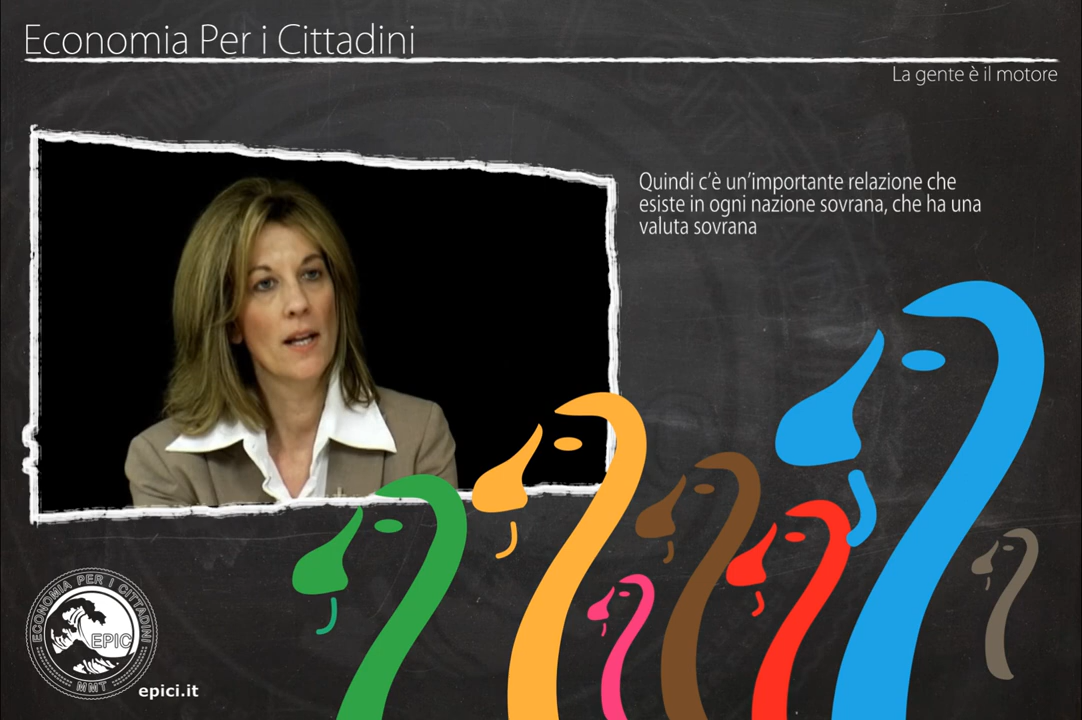 Economia Per i Cittadini
La gente è il motore
Quindi c'è un'importante relazione che
esiste in ogni nazione sovrana, che ha una
valuta sovrana
ECONOMIA PER I CITTADINI
EPIC
MMT
epici.it